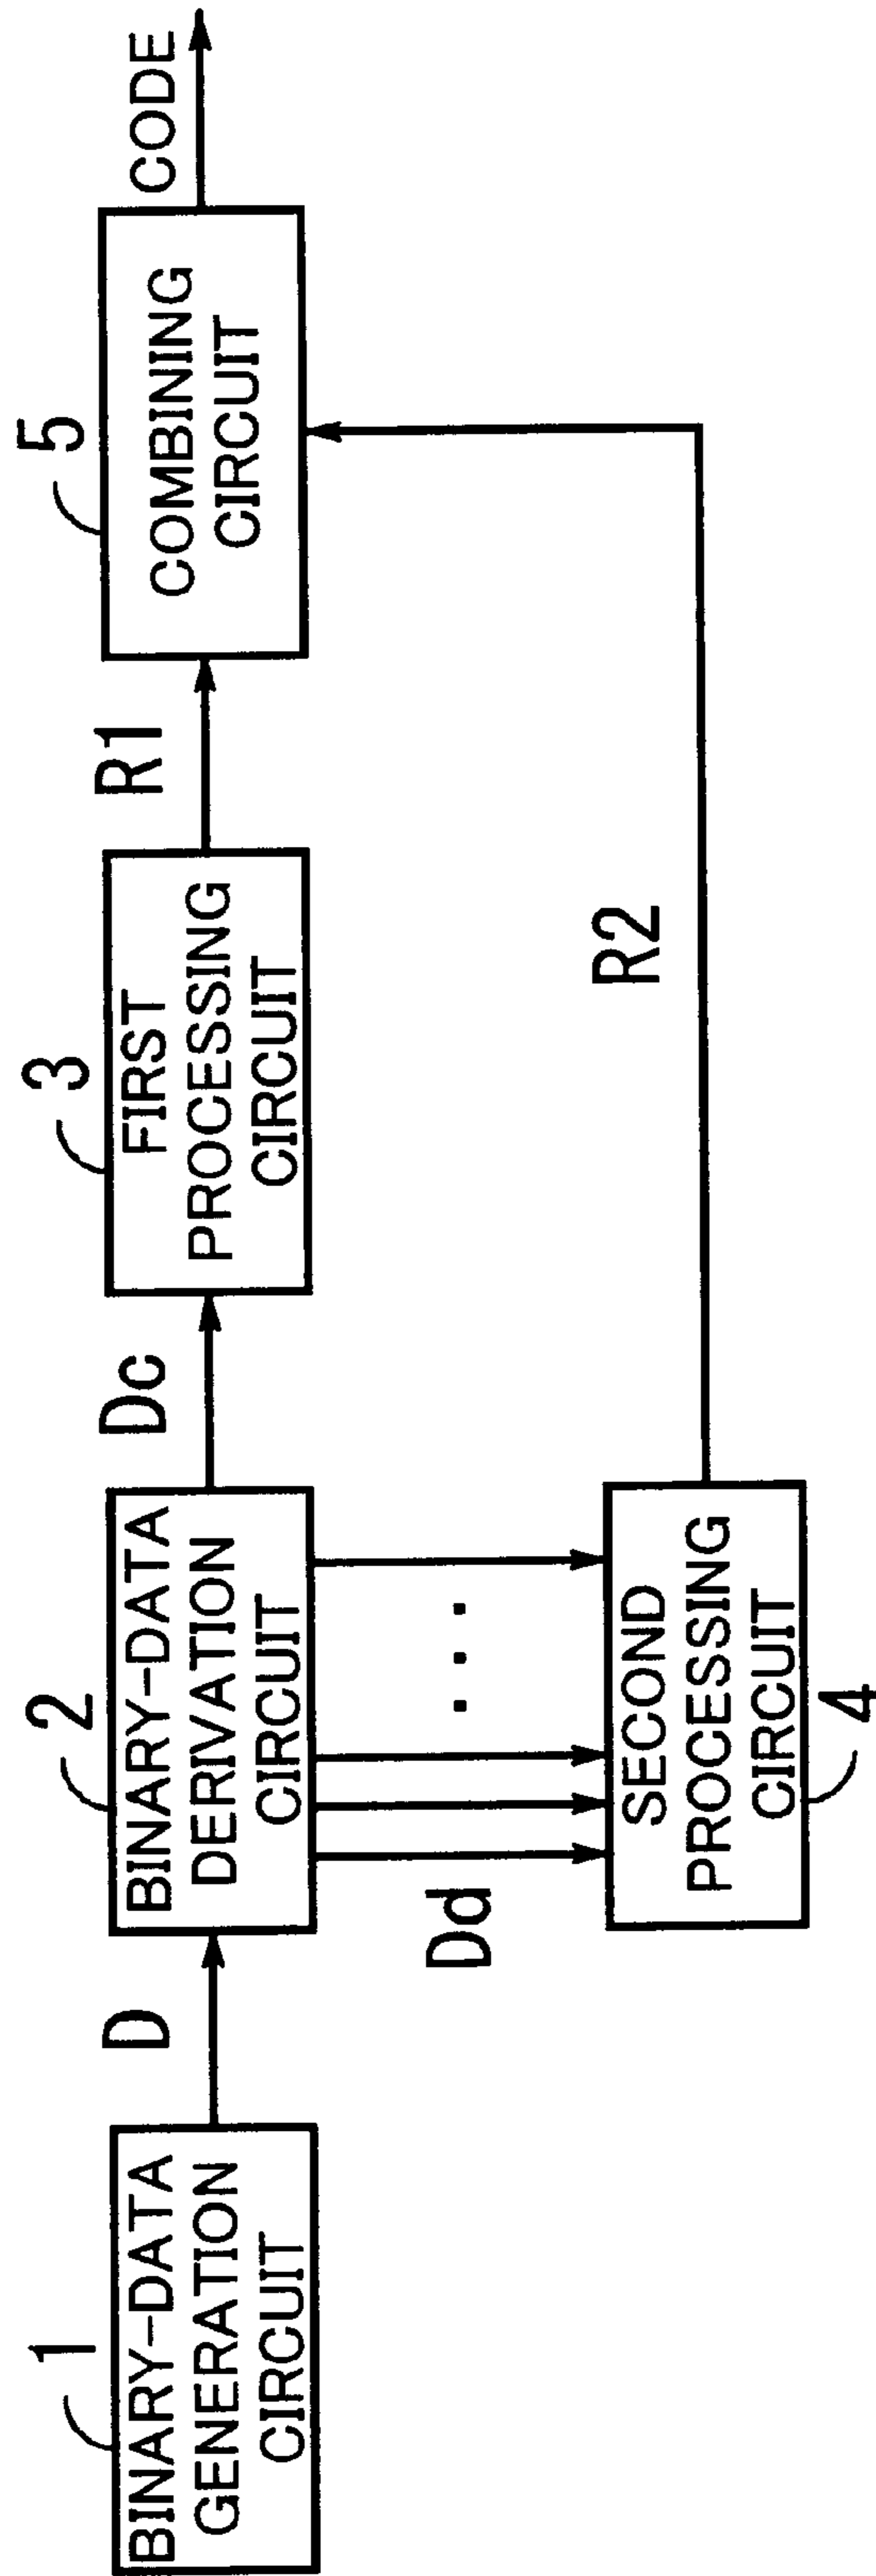 1
BINARY-DATA
GENERATION
CIRCUIT
D
2
BINARY-DATA
DERIVATION
CIRCUIT
Dc
3
FIRST
PROCESSING
CIRCUIT
R1
5
COMBINING
CIRCUIT
CODE
Dd
...
SECOND
PROCESSING
CIRCUIT
4
R2